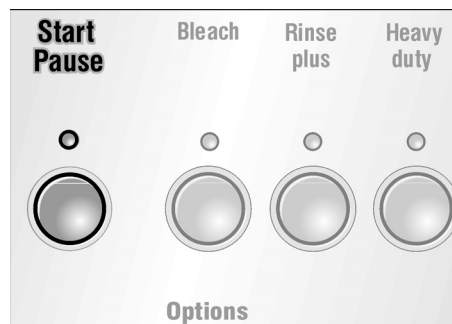 Start
Pause
Bleach
Rinse
plus
Heavy
duty
Options